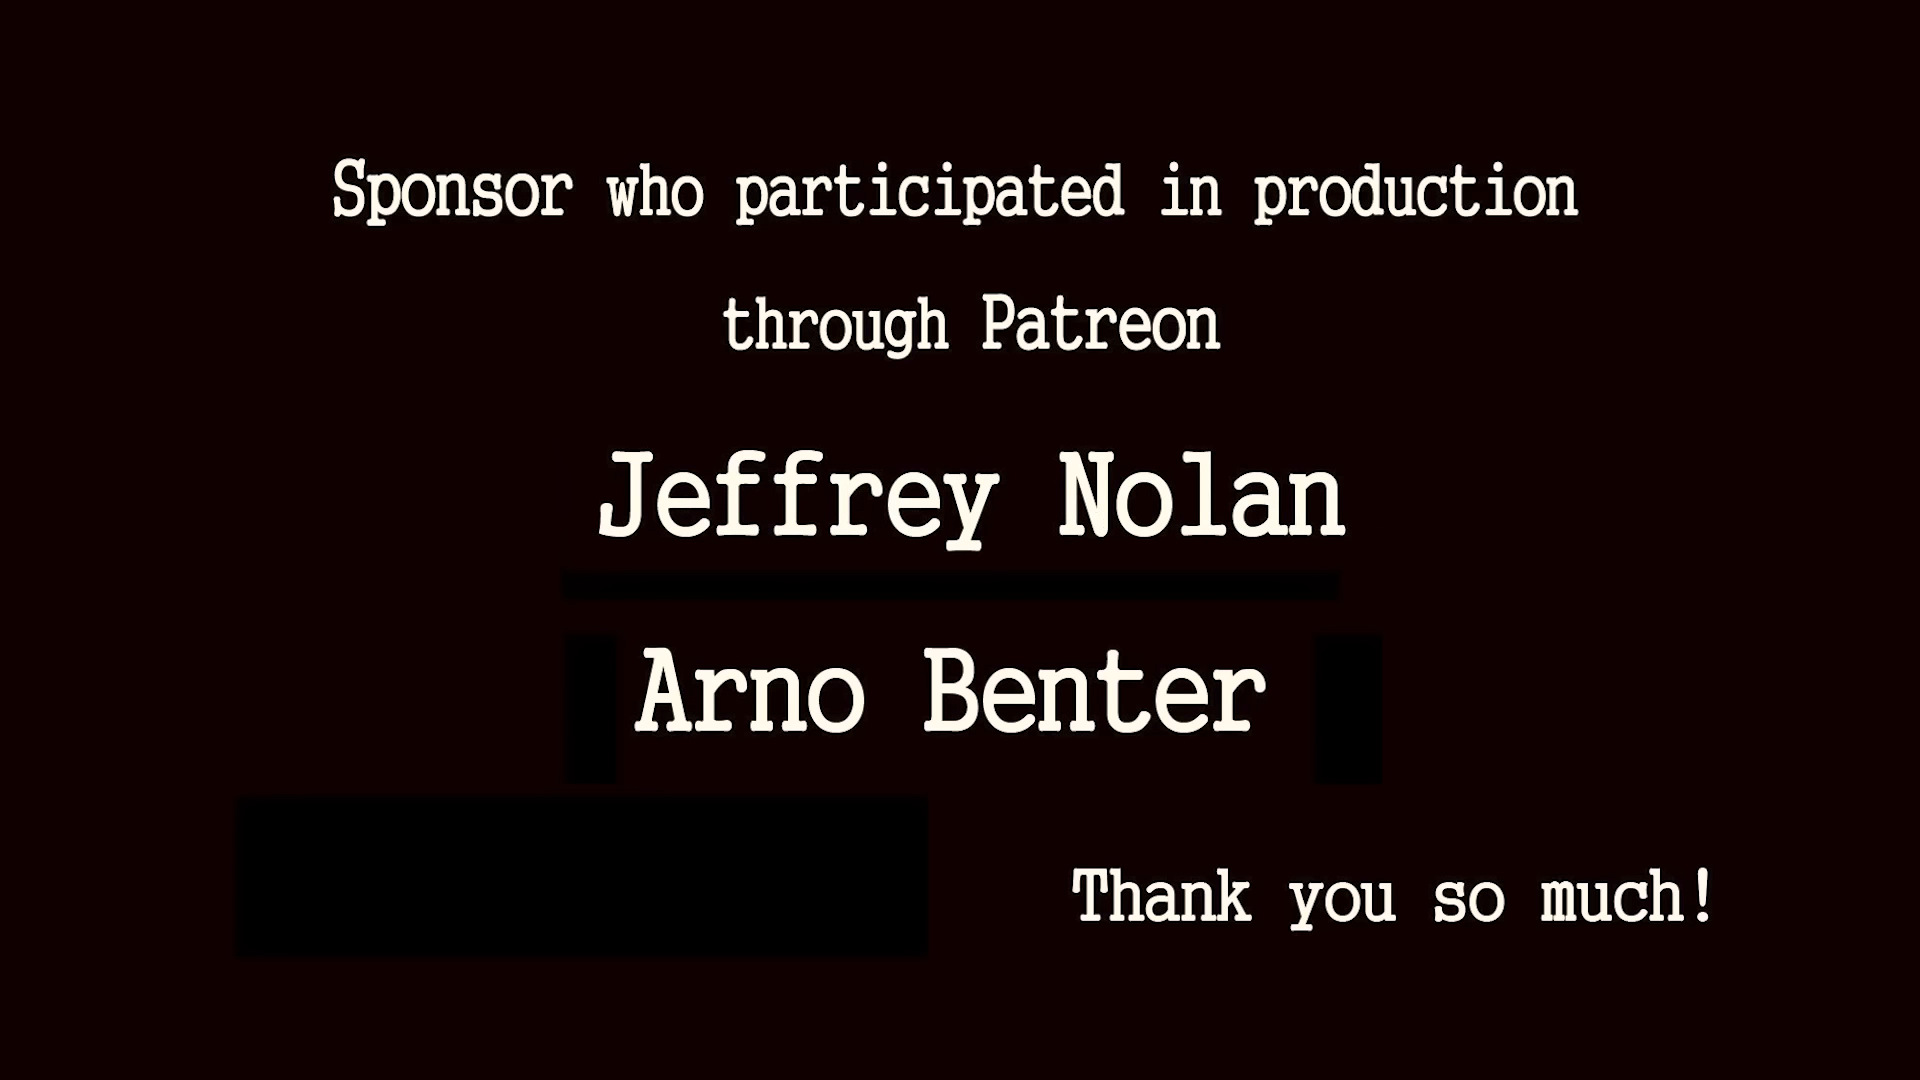 Sponsor who participated in production
through Patreon
Jeffrey Nolan
Arno Benter
Thank you so much!